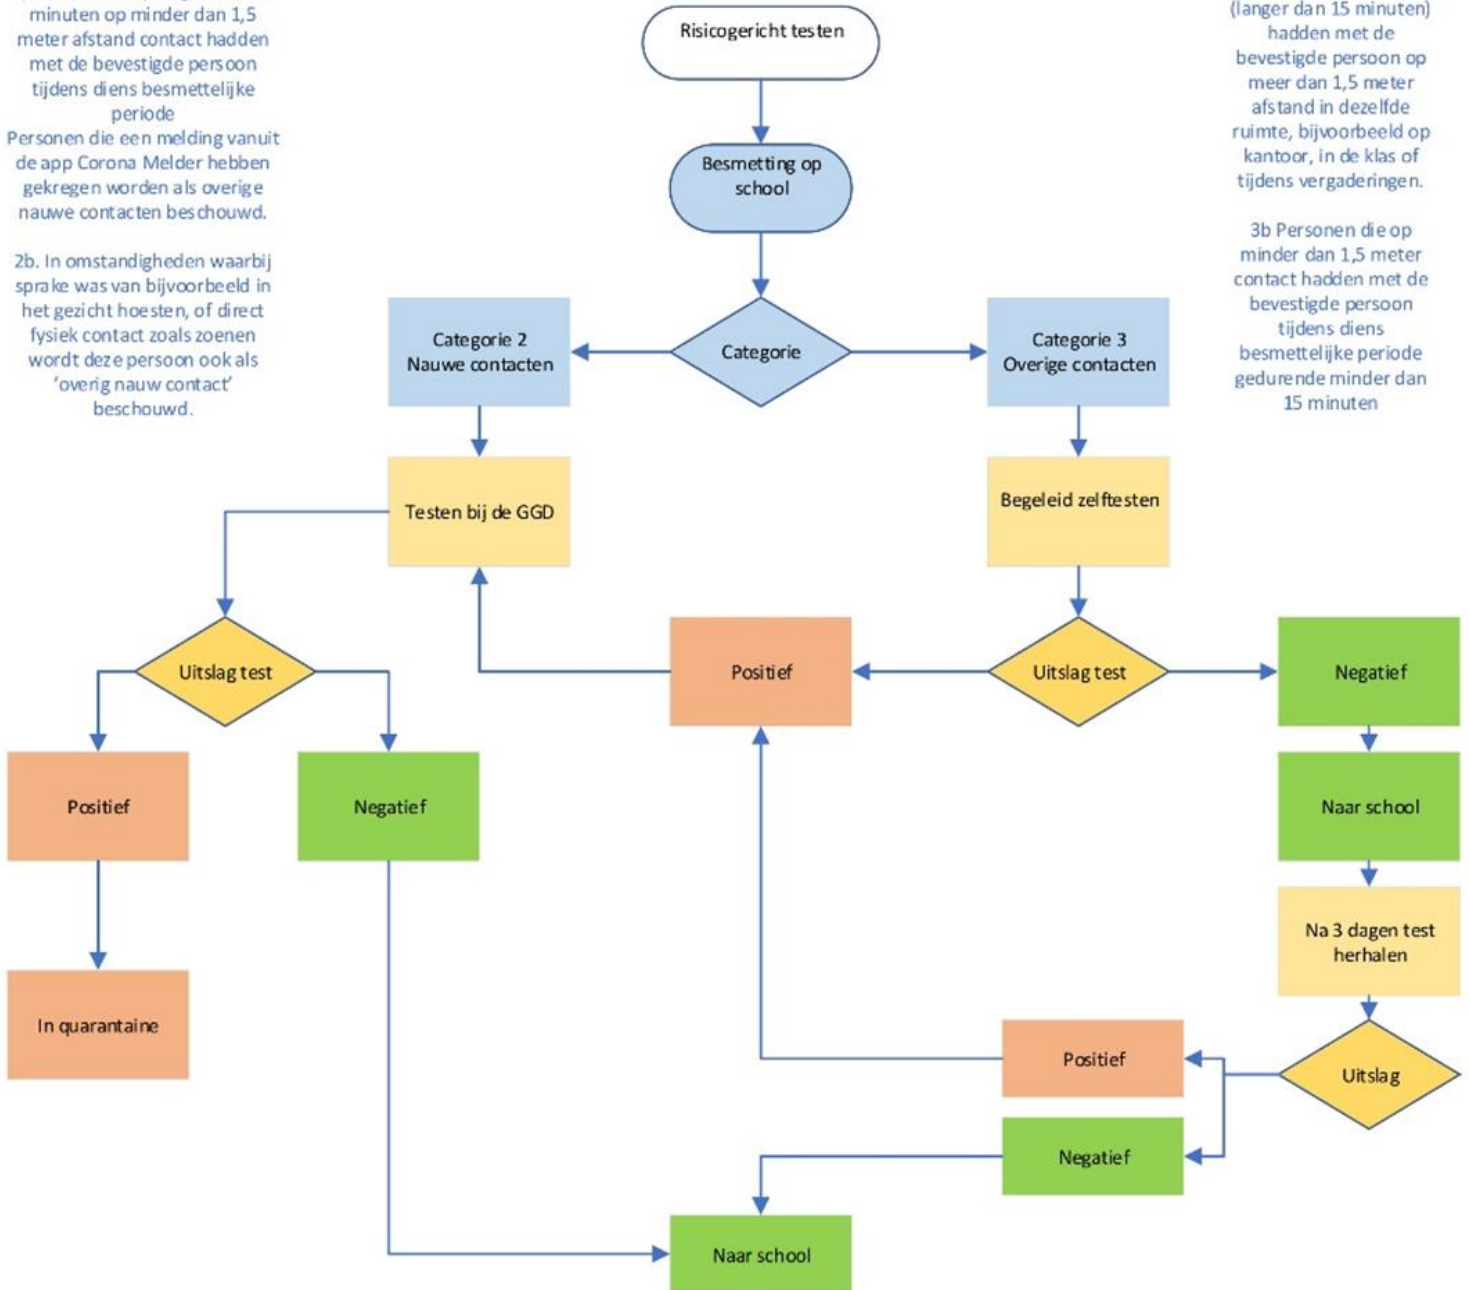 minuten op minder dan 1,5
meter afstand contact hadden
met de bevestigde persoon
tijdens diens besmettelijke
periode
Personen die een melding vanuit
de app Corona Melder hebben
gekregen worden als overige
nauwe contacten beschouwd.
2b. In omstandigheden waarbij
sprake was van bijvoorbeeld in
het gezicht hoesten, of direct
fysiek contact zoals zoenen
wordt deze persoon ook als
‘overig nauw contact’
beschouwd.
Risicogericht testen
Besmetting op
school
(langer dan 15 minuten)
hadden met de
bevestigde persoon op
meer dan 1,5 meter
afstand in dezelfde
ruimte, bijvoorbeeld op
kantoor, in de klas of
tijdens vergaderingen.
3b Personen die op
minder dan 1,5 meter
contact hadden met de
bevestigde persoon
tijdens diens
besmettelijke periode
gedurende minder dan
15 minuten
Categorie 2
Nauwe contacten
Categorie
Categorie 3
Overige contacten
Testen bij de GGD
Begeleid zelftesten
Uitslag test
Positief
Uitslag test
Negatief
Positief
Negatief
Naar school
Na 3 dagen test
herhalen
In quarantaine
Positief
Uitslag
Negatief
Naar school